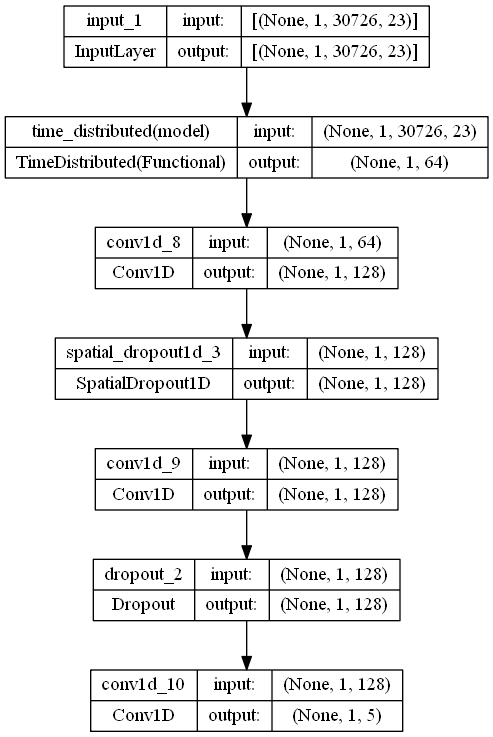 input_1 input: [(None, 1, 30726, 23)]
InputLayer output: [(None, 1, 30726, 23)]
time_distributed(model) input: (None, 1, 30726, 23)
TimeDistributed(Functional) output: (None, 1, 64)
conv1d_8 input: (None, 1, 64)
Conv1D output: (None, 1, 128)
spatial_dropout1d_3 input: (None, 1, 128)
SpatialDropout1D output: (None, 1, 128)
conv1d_9 input: (None, 1, 128)
Conv1D output: (None, 1, 128)
dropout_2 input: (None, 1, 128)
Dropout output: (None, 1, 128)
conv1d_10 input: (None, 1, 128)
Conv1D output: (None, 1, 5)